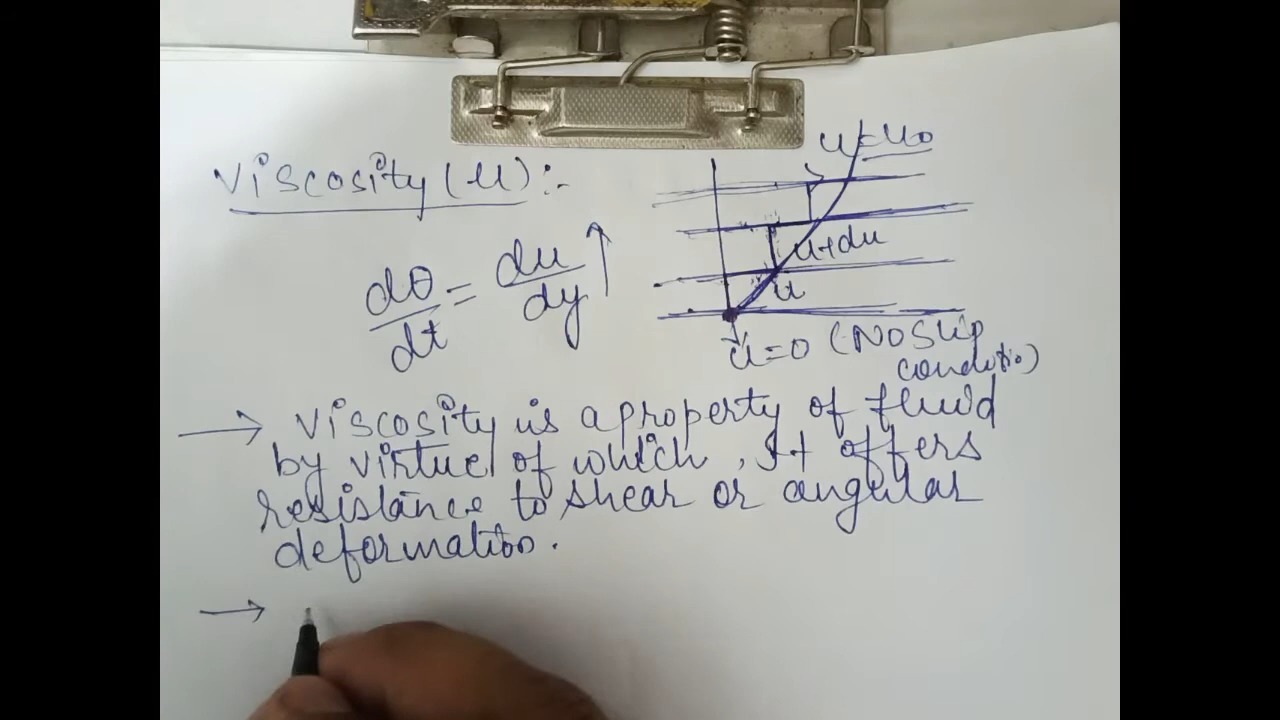 Viscosity (μ) :-
u = u₀
dθ/dt = du/dy ↑
u+du
u
u=0 (No Slip
conditio)
→ Viscosity is a property of fluid
by virtue of which, It offers
resistance to shear or angular
deformation.
→